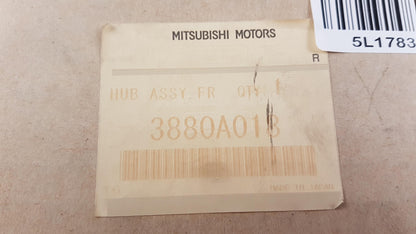 5L1783
MITSUBISHI MOTORS
R
HUB ASSY,FR QTY. 1
3880A018
MADE IN JAPAN